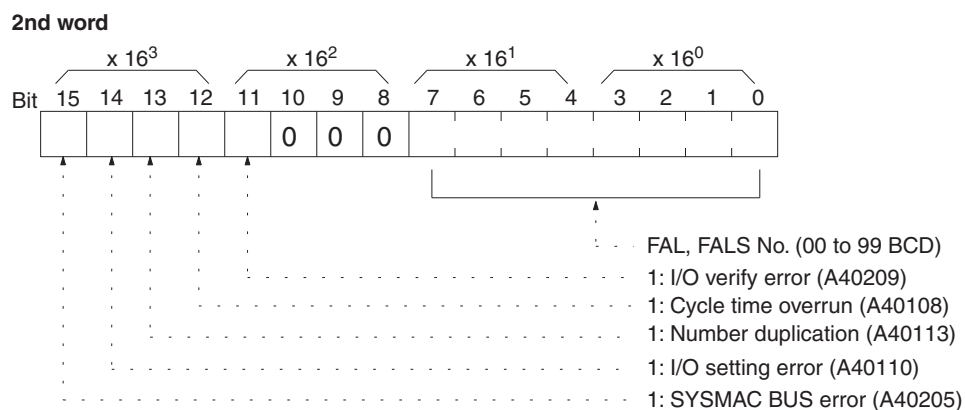 2nd word
x 16³ x 16² x 16¹ x 16⁰
Bit 15 14 13 12 11 10 9 8 7 6 5 4 3 2 1 0
0 0 0
FAL, FALS No. (00 to 99 BCD)
1: I/O verify error (A40209)
1: Cycle time overrun (A40108)
1: Number duplication (A40113)
1: I/O setting error (A40110)
1: SYSMAC BUS error (A40205)